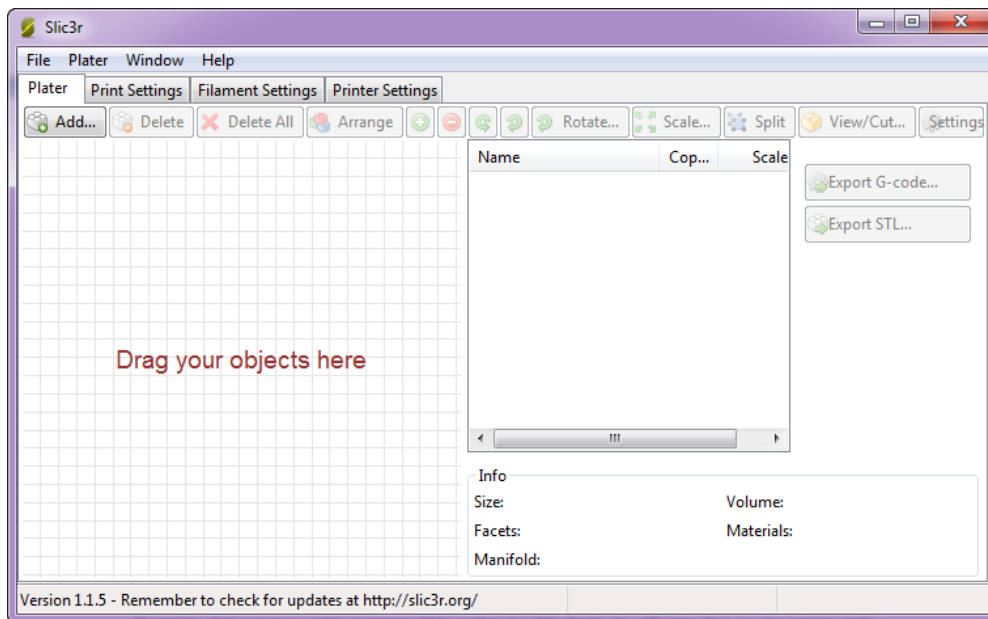 Slic3r
File Plater Window Help
Plater Print Settings Filament Settings Printer Settings
Add... Delete Delete All Arrange Rotate... Scale... Split View/Cut... Settings
Name Cop... Scale
Export G-code...
Export STL...
Drag your objects here
Info
Size: Volume:
Facets: Materials:
Manifold:
Version 1.1.5 - Remember to check for updates at http://slic3r.org/